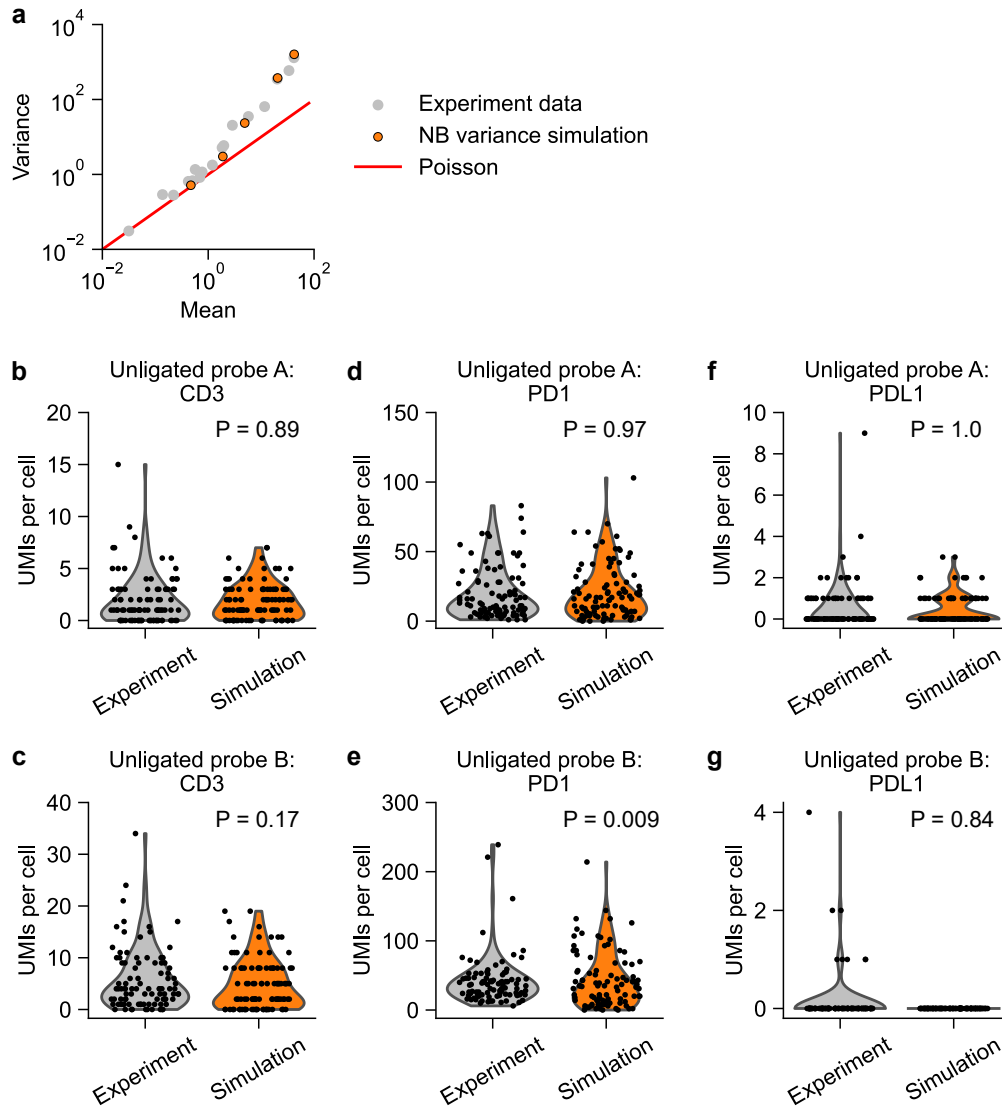 a
10^4
10^2
10^0
10^-2
Variance
10^-2
10^0
10^2
Mean
Experiment data
NB variance simulation
Poisson
b
Unligated probe A:
CD3
P = 0.89
20
15
10
5
0
UMIs per cell
Experiment
Simulation
d
Unligated probe A:
PD1
P = 0.97
150
100
50
0
UMIs per cell
Experiment
Simulation
f
Unligated probe A:
PDL1
P = 1.0
10
8
6
4
2
0
UMIs per cell
Experiment
Simulation
c
Unligated probe B:
CD3
P = 0.17
40
30
20
10
0
UMIs per cell
Experiment
Simulation
e
Unligated probe B:
PD1
P = 0.009
300
200
100
0
UMIs per cell
Experiment
Simulation
g
Unligated probe B:
PDL1
P = 0.84
4
2
0
UMIs per cell
Experiment
Simulation